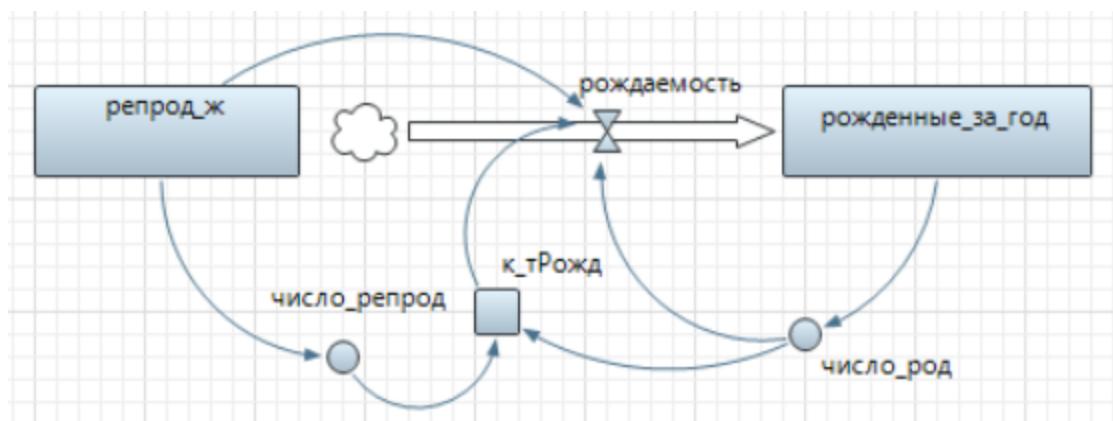 рождаемость
репрод_ж
рожденные_за_год
к_тРожд
число_репрод
число_род